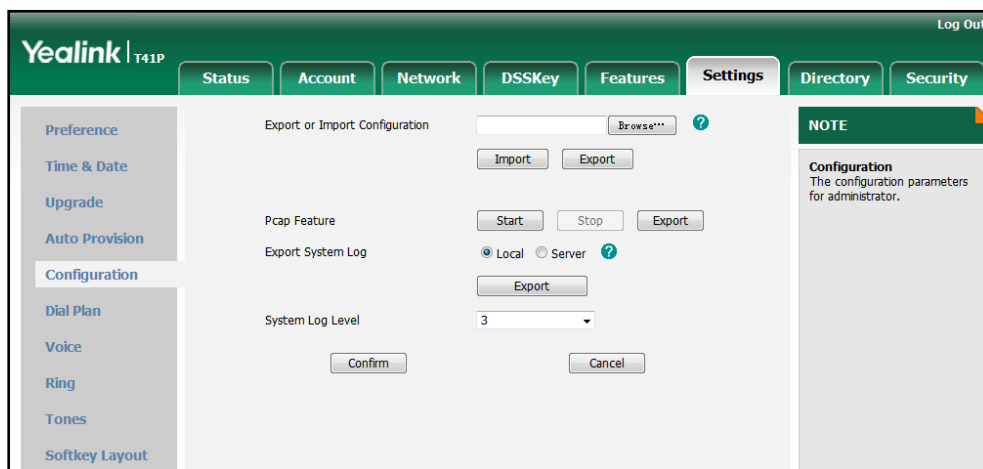 Log Out
Yealink | T41P
Status Account Network DSSKey Features Settings Directory Security
Preference
Time & Date
Upgrade
Auto Provision
Configuration
Dial Plan
Voice
Ring
Tones
Softkey Layout
Export or Import Configuration Browse... ?
Import Export
Pcap Feature Start Stop Export
Export System Log Local Server ?
Export
System Log Level 3
Confirm Cancel
NOTE
Configuration
The configuration parameters
for administrator.